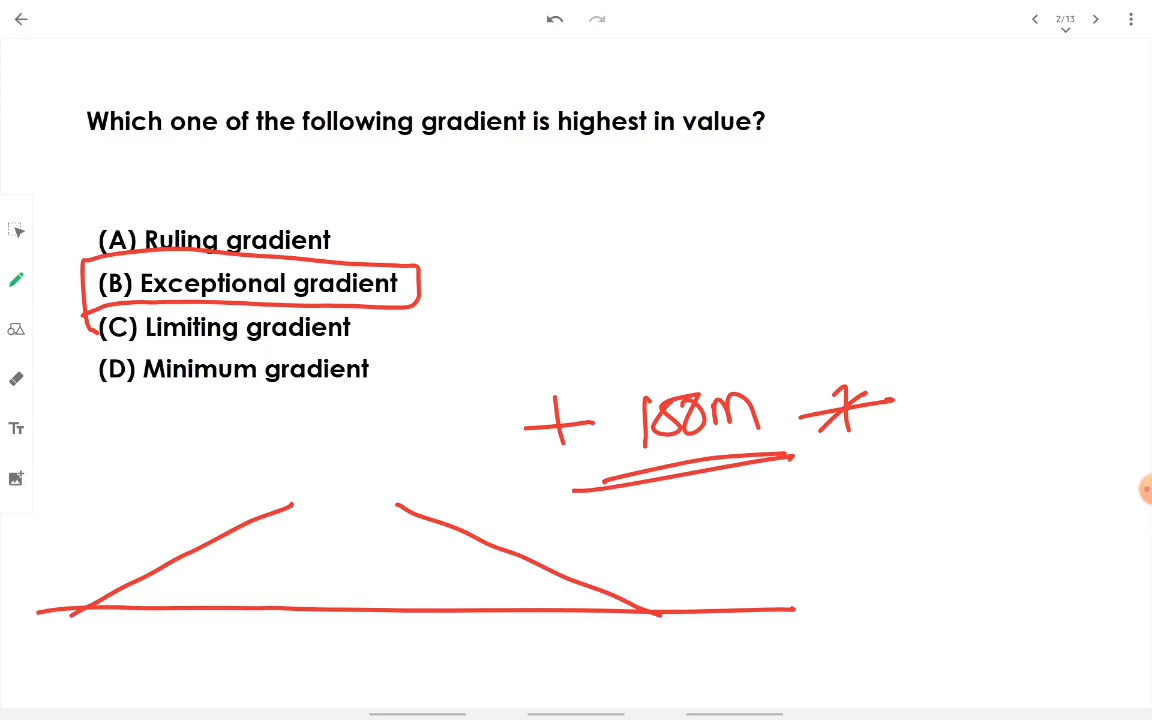 2/13
Which one of the following gradient is highest in value?
(A) Ruling gradient
(B) Exceptional gradient
(C) Limiting gradient
(D) Minimum gradient
Tт